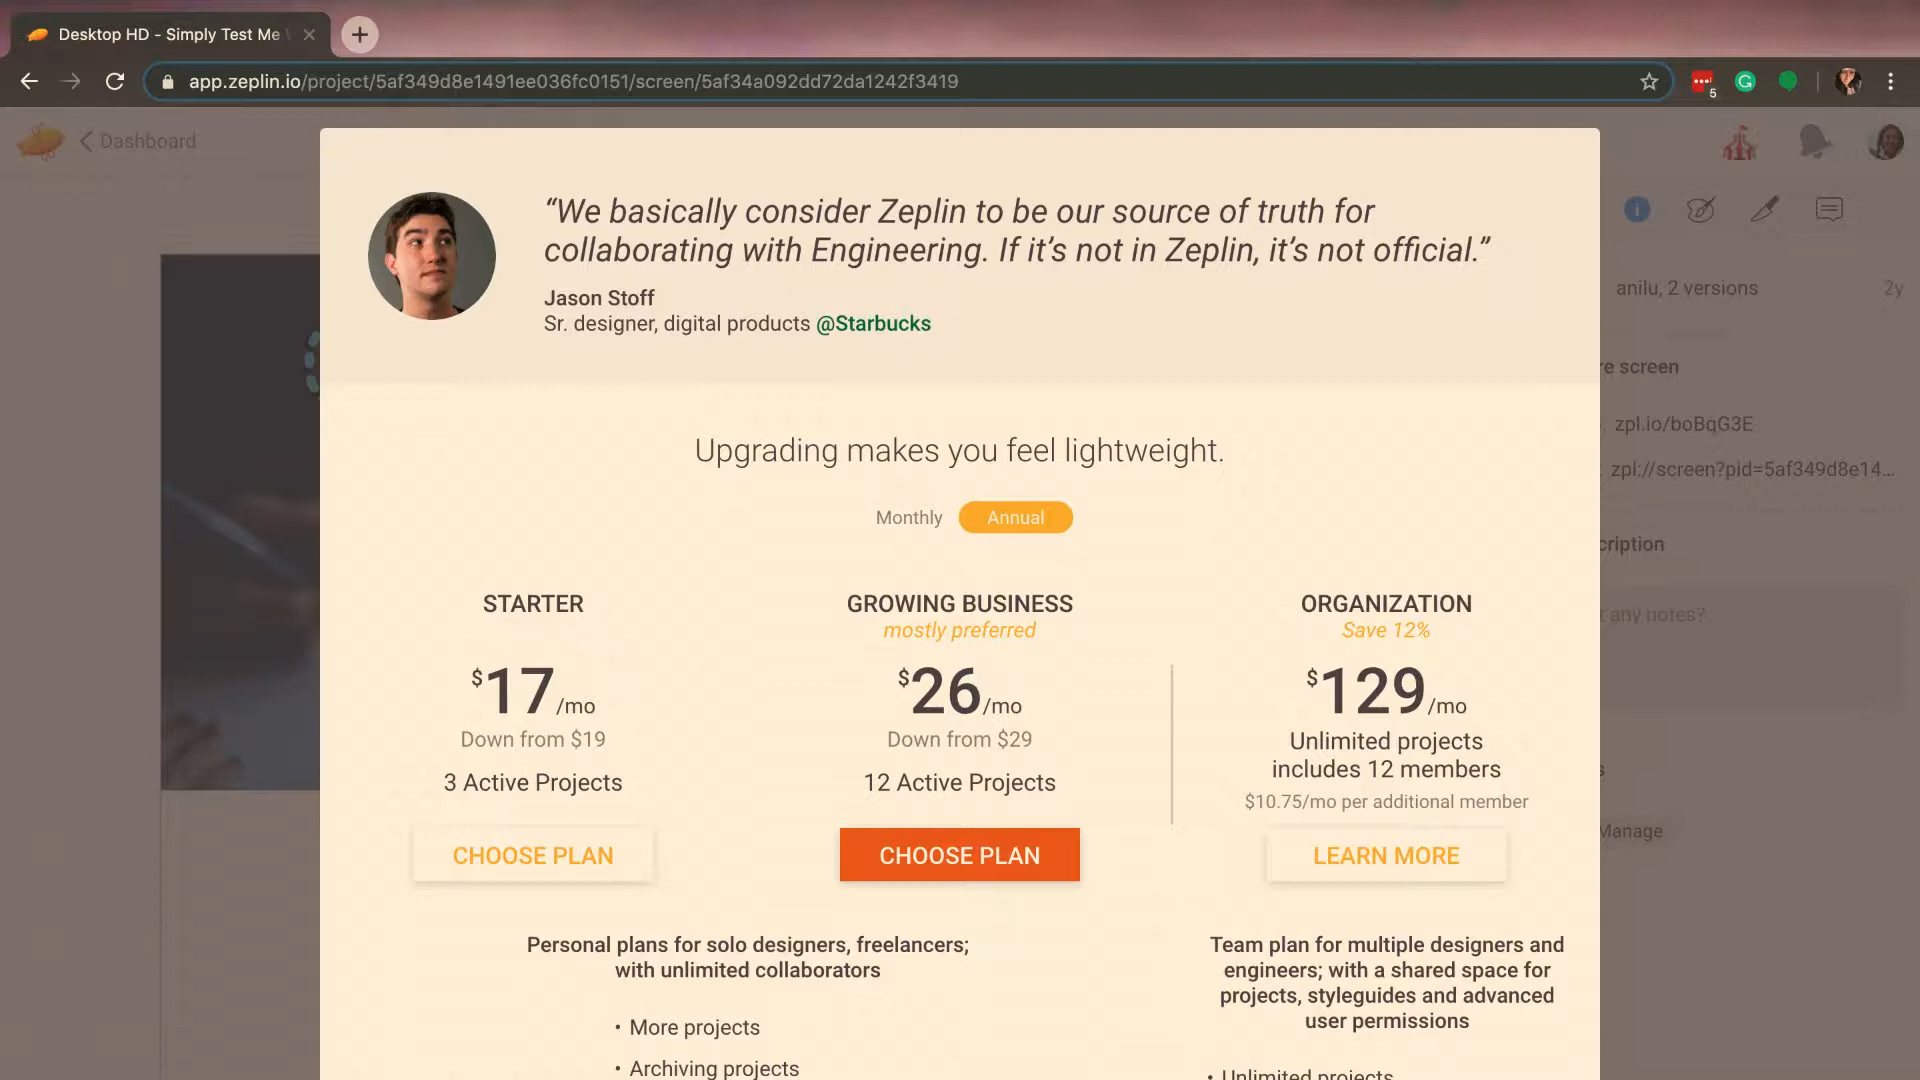 Desktop HD - Simply Test Me
app.zeplin.io/project/5af349d8e1491ee036fc0151/screen/5af34a092dd72da1242f3419
5
Dashboard
“We basically consider Zeplin to be our source of truth for
collaborating with Engineering. If it’s not in Zeplin, it’s not official.”
Jason Stoff
Sr. designer, digital products @Starbucks
anilu, 2 versions
2y
re screen
zpl.io/boBqG3E
zpl://screen?pid=5af349d8e14...
cription
t any notes?
Manage
Upgrading makes you feel lightweight.
Monthly
Annual
STARTER
$17/mo
Down from $19
3 Active Projects
CHOOSE PLAN
GROWING BUSINESS
mostly preferred
$26/mo
Down from $29
12 Active Projects
CHOOSE PLAN
ORGANIZATION
Save 12%
$129/mo
Unlimited projects
includes 12 members
$10.75/mo per additional member
LEARN MORE
Personal plans for solo designers, freelancers;
with unlimited collaborators
• More projects
• Archiving projects
Team plan for multiple designers and
engineers; with a shared space for
projects, styleguides and advanced
user permissions
• Unlimited projects